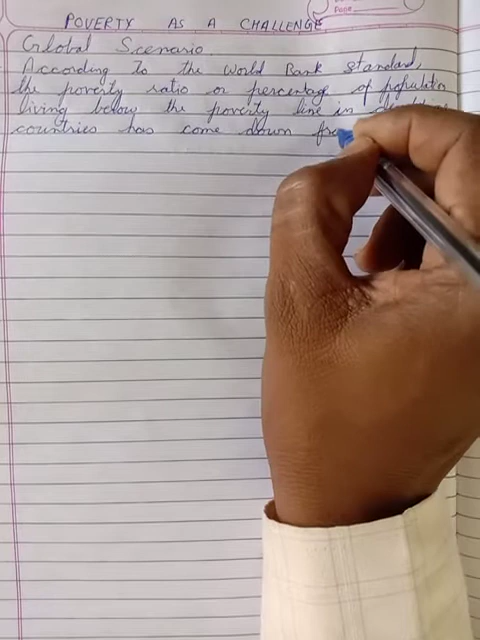 Page
POVERTY AS A CHALLENGE
Global Scenario
According To the World Bank standard,
the poverty ratio or percentage of population
living below the poverty line in
countries has come down